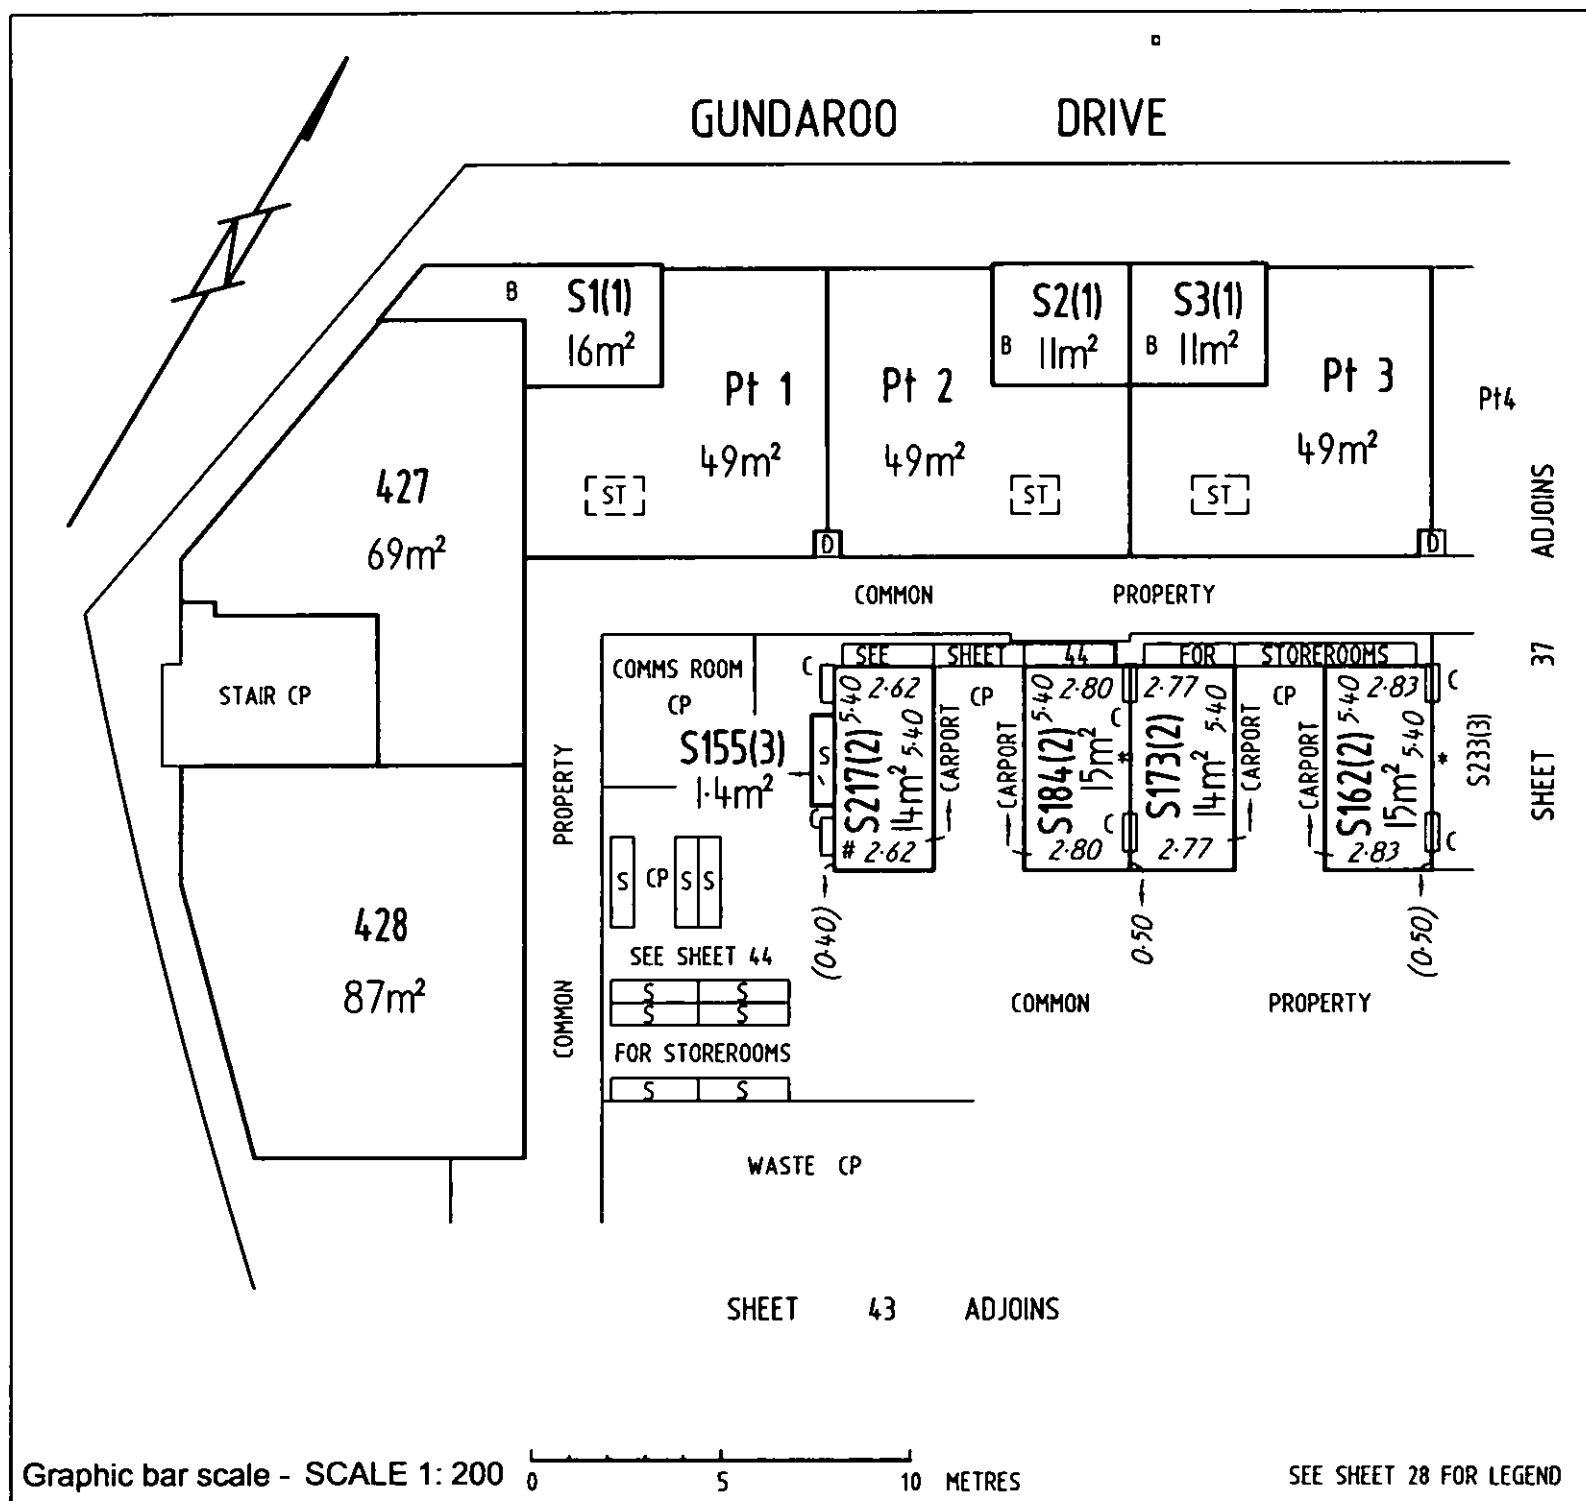 GUNDAROO DRIVE
N
B S1(1)
16m²
S2(1)
B 11m²
S3(1)
B 11m²
Pt 1
49m²
Pt 2
49m²
Pt 3
49m²
Pt4
427
69m²
ST
ST
ST
D
D
COMMON PROPERTY
ADJOINS
37
SHEET
STAIR CP
COMMS ROOM
CP
S155(3)
1.4m²
SEE SHEET 44 FOR STOREROOMS
C
S
C
S217(2)
14m²
5.40
2.62
5.40
# 2.62
CARPORT
CP
CARPORT
S184(2)
15m²
5.40
2.80
C
#
C
2.80
S173(2)
14m²
2.77
5.40
2.77
CARPORT
CP
CARPORT
S162(2)
15m²
5.40
2.83
5.40
2.83
C
*
C
S233(3)
(0.40)
0.50
(0.50)
PROPERTY
COMMON
S CP S S
SEE SHEET 44
S S
S S
FOR STOREROOMS
S S
COMMON PROPERTY
428
87m²
WASTE CP
SHEET 43 ADJOINS
Graphic bar scale - SCALE 1: 200
0 5 10 METRES
SEE SHEET 28 FOR LEGEND